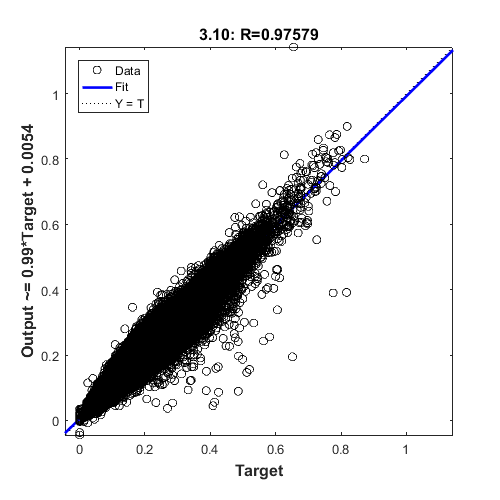 3.10: R=0.97579
Data
Fit
Y = T
Output ~= 0.99*Target + 0.0054
1
0.8
0.6
0.4
0.2
0
0 0.2 0.4 0.6 0.8 1
Target